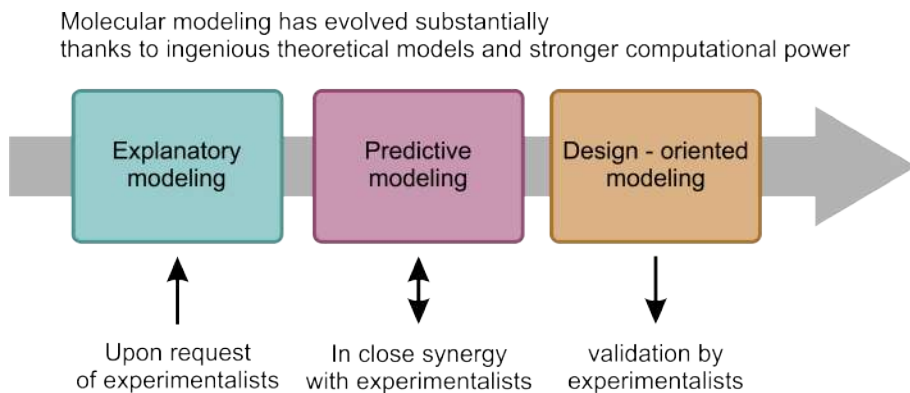 Molecular modeling has evolved substantially
thanks to ingenious theoretical models and stronger computational power
Explanatory
modeling
Predictive
modeling
Design - oriented
modeling
Upon request
of experimentalists
In close synergy
with experimentalists
validation by
experimentalists